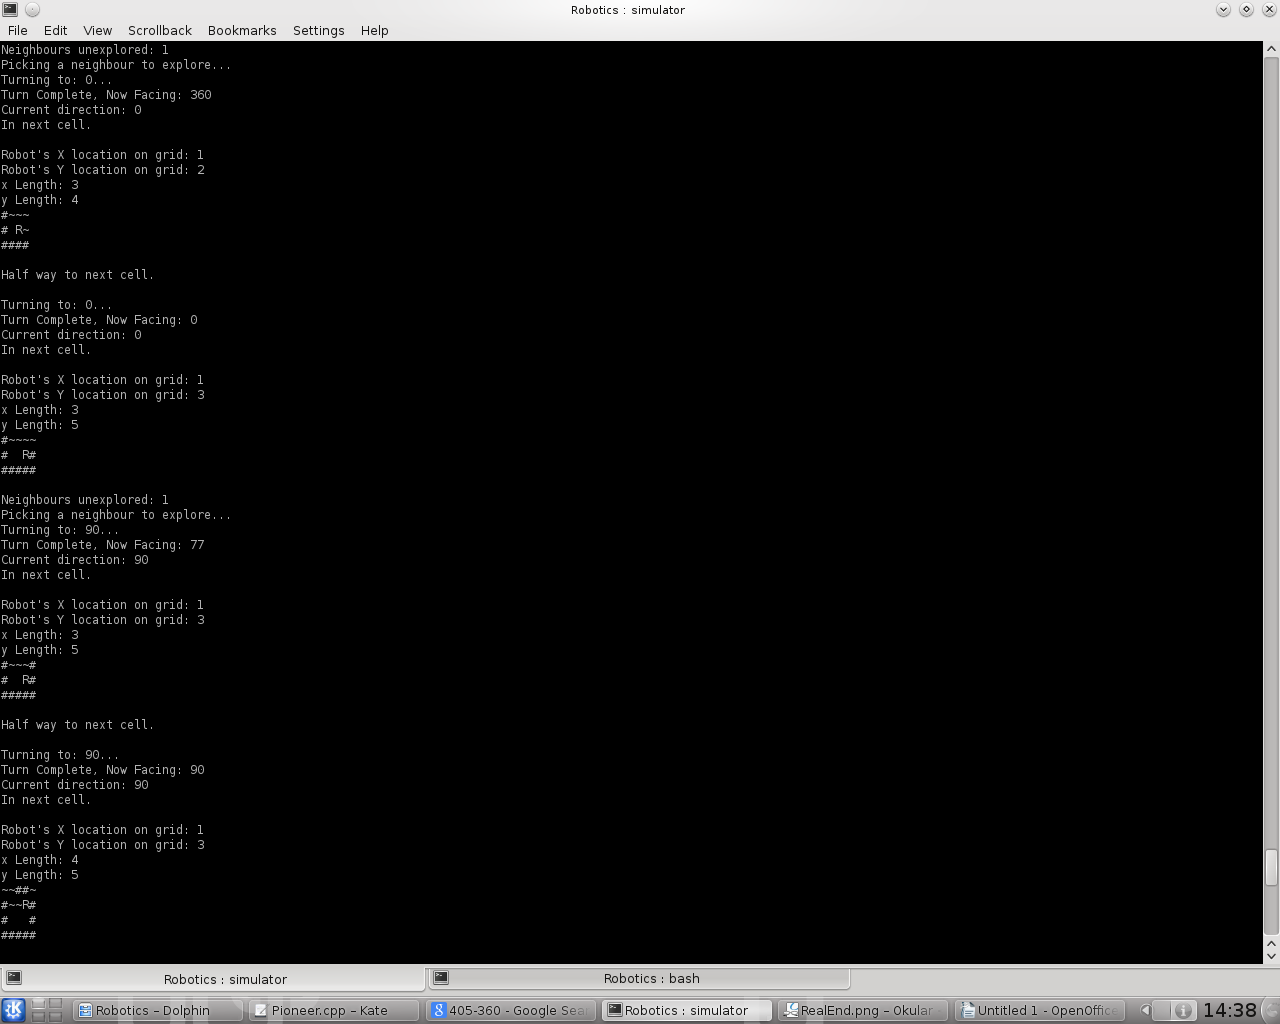 Robotics : simulator
File Edit View Scrollback Bookmarks Settings Help
Neighbours unexplored: 1
Picking a neighbour to explore...
Turning to: 0...
Turn Complete, Now Facing: 360
Current direction: 0
In next cell.
Robot's X location on grid: 1
Robot's Y location on grid: 2
x Length: 3
y Length: 4
#~~~
# R~
####
Half way to next cell.
Turning to: 0...
Turn Complete, Now Facing: 0
Current direction: 0
In next cell.
Robot's X location on grid: 1
Robot's Y location on grid: 3
x Length: 3
y Length: 5
#~~~~
#  R#
#####
Neighbours unexplored: 1
Picking a neighbour to explore...
Turning to: 90...
Turn Complete, Now Facing: 77
Current direction: 90
In next cell.
Robot's X location on grid: 1
Robot's Y location on grid: 3
x Length: 3
y Length: 5
#~~~#
#  R#
#####
Half way to next cell.
Turning to: 90...
Turn Complete, Now Facing: 90
Current direction: 90
In next cell.
Robot's X location on grid: 1
Robot's Y location on grid: 3
x Length: 4
y Length: 5
~~##~
#~~R#
#   #
#####
Robotics : simulator Robotics : bash
Robotics – Dolphin Pioneer.cpp – Kate 405-360 - Google Sea Robotics : simulator RealEnd.png – Okular Untitled 1 - OpenOffice 14:38